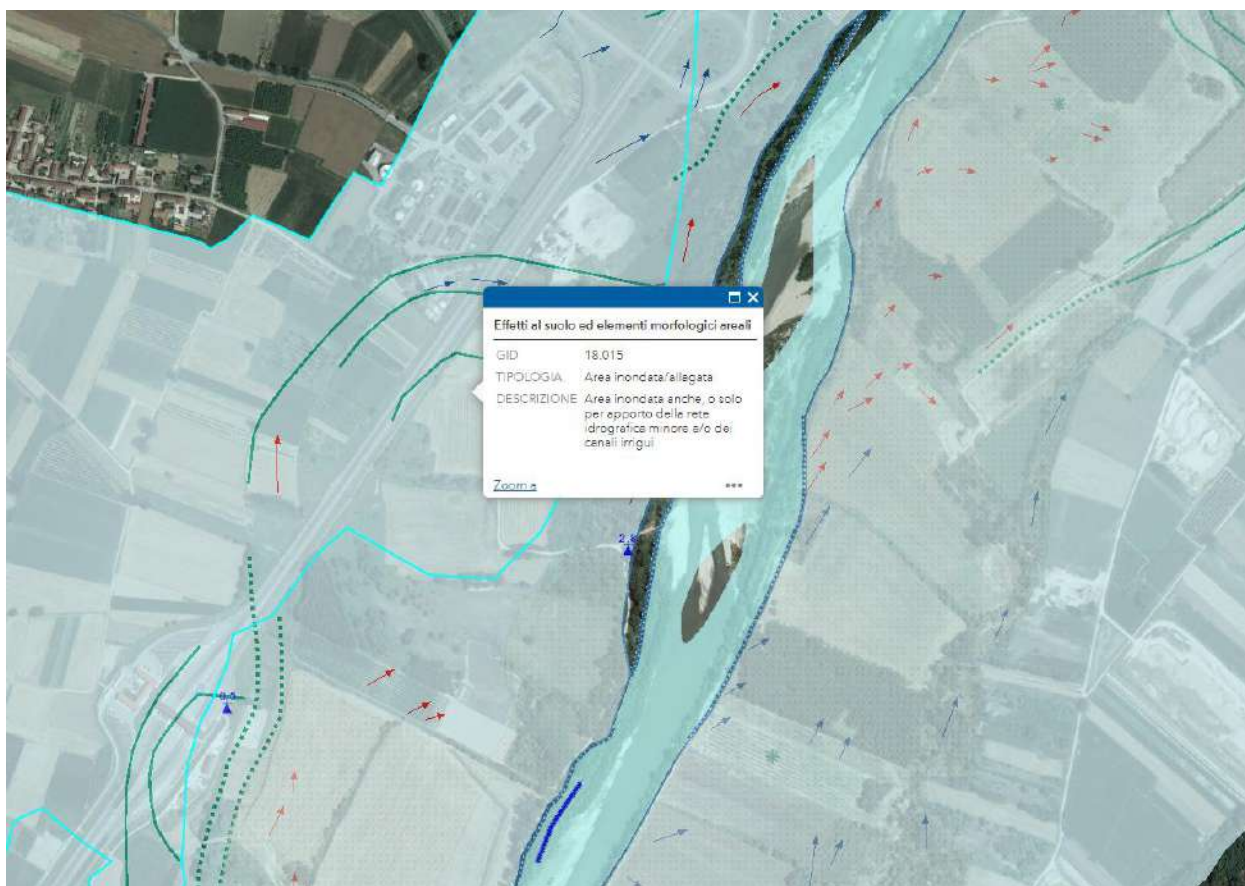 Effetti al suolo ed elementi morfologici areali
GID 18.015
TIPOLOGIA Area inondata/allagata
DESCRIZIONE Area inondata anche, o solo
per apporto della rete
idrografica minore e/o dei
canali irrigui
Zoom a